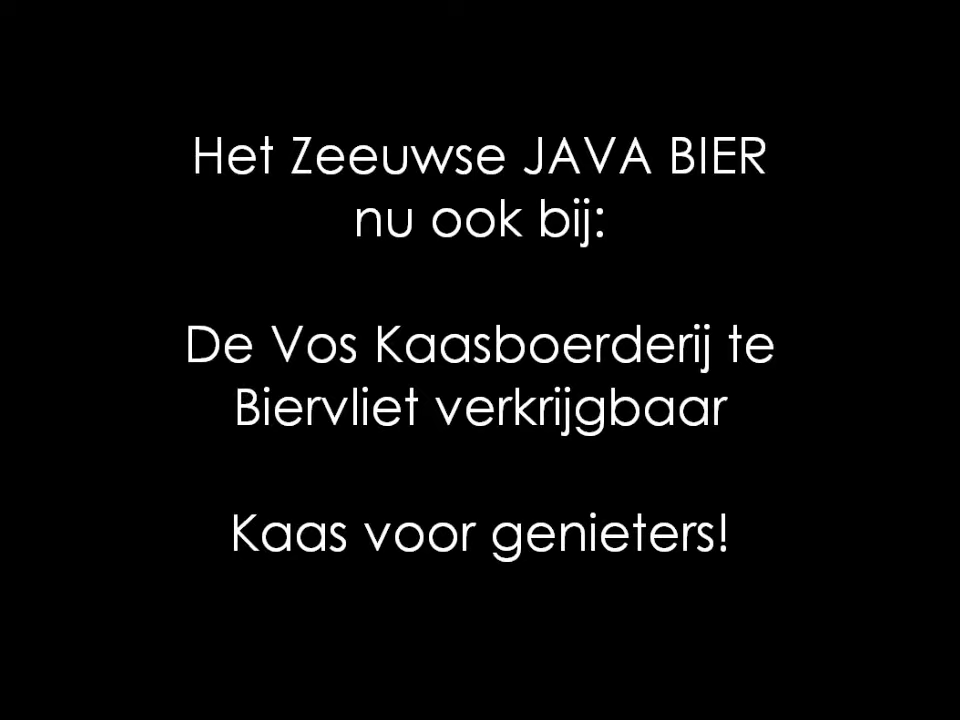 Het Zeeuwse JAVA BIER
nu ook bij:
De Vos Kaasboerderij te
Biervliet verkrijgbaar
Kaas voor genieters!